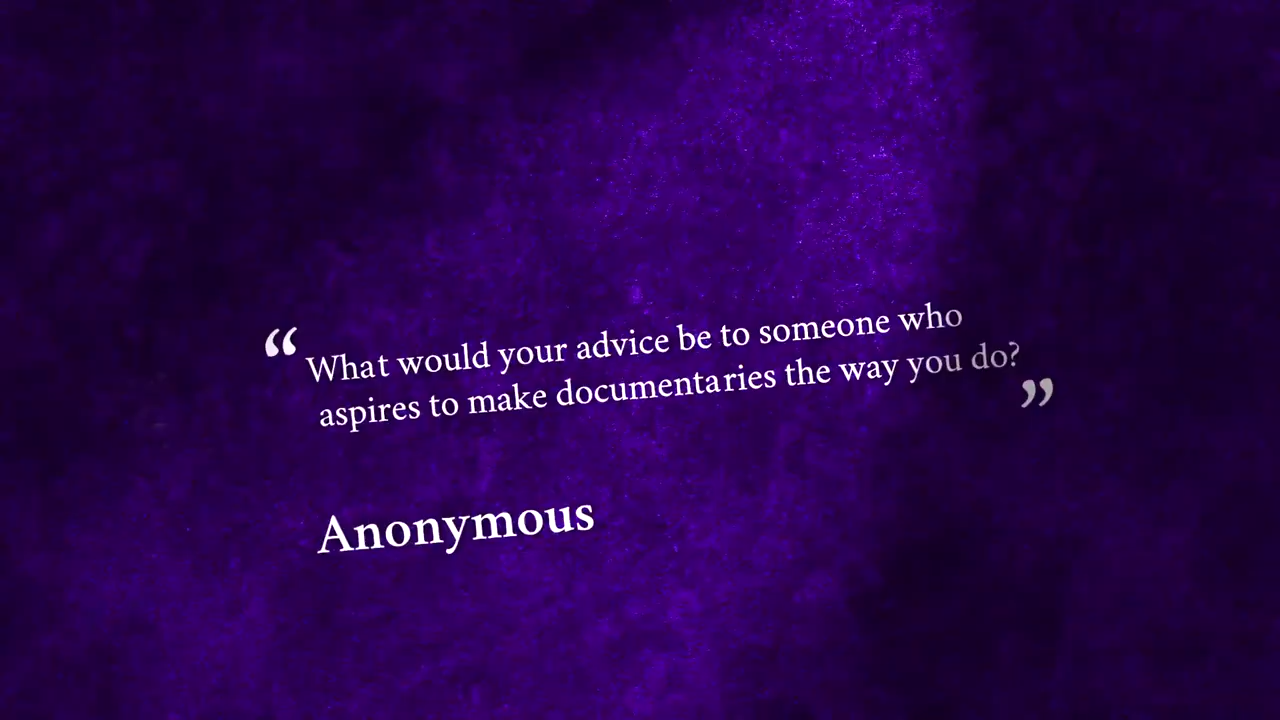 “What would your advice be to someone who
aspires to make documentaries the way you do?”
Anonymous